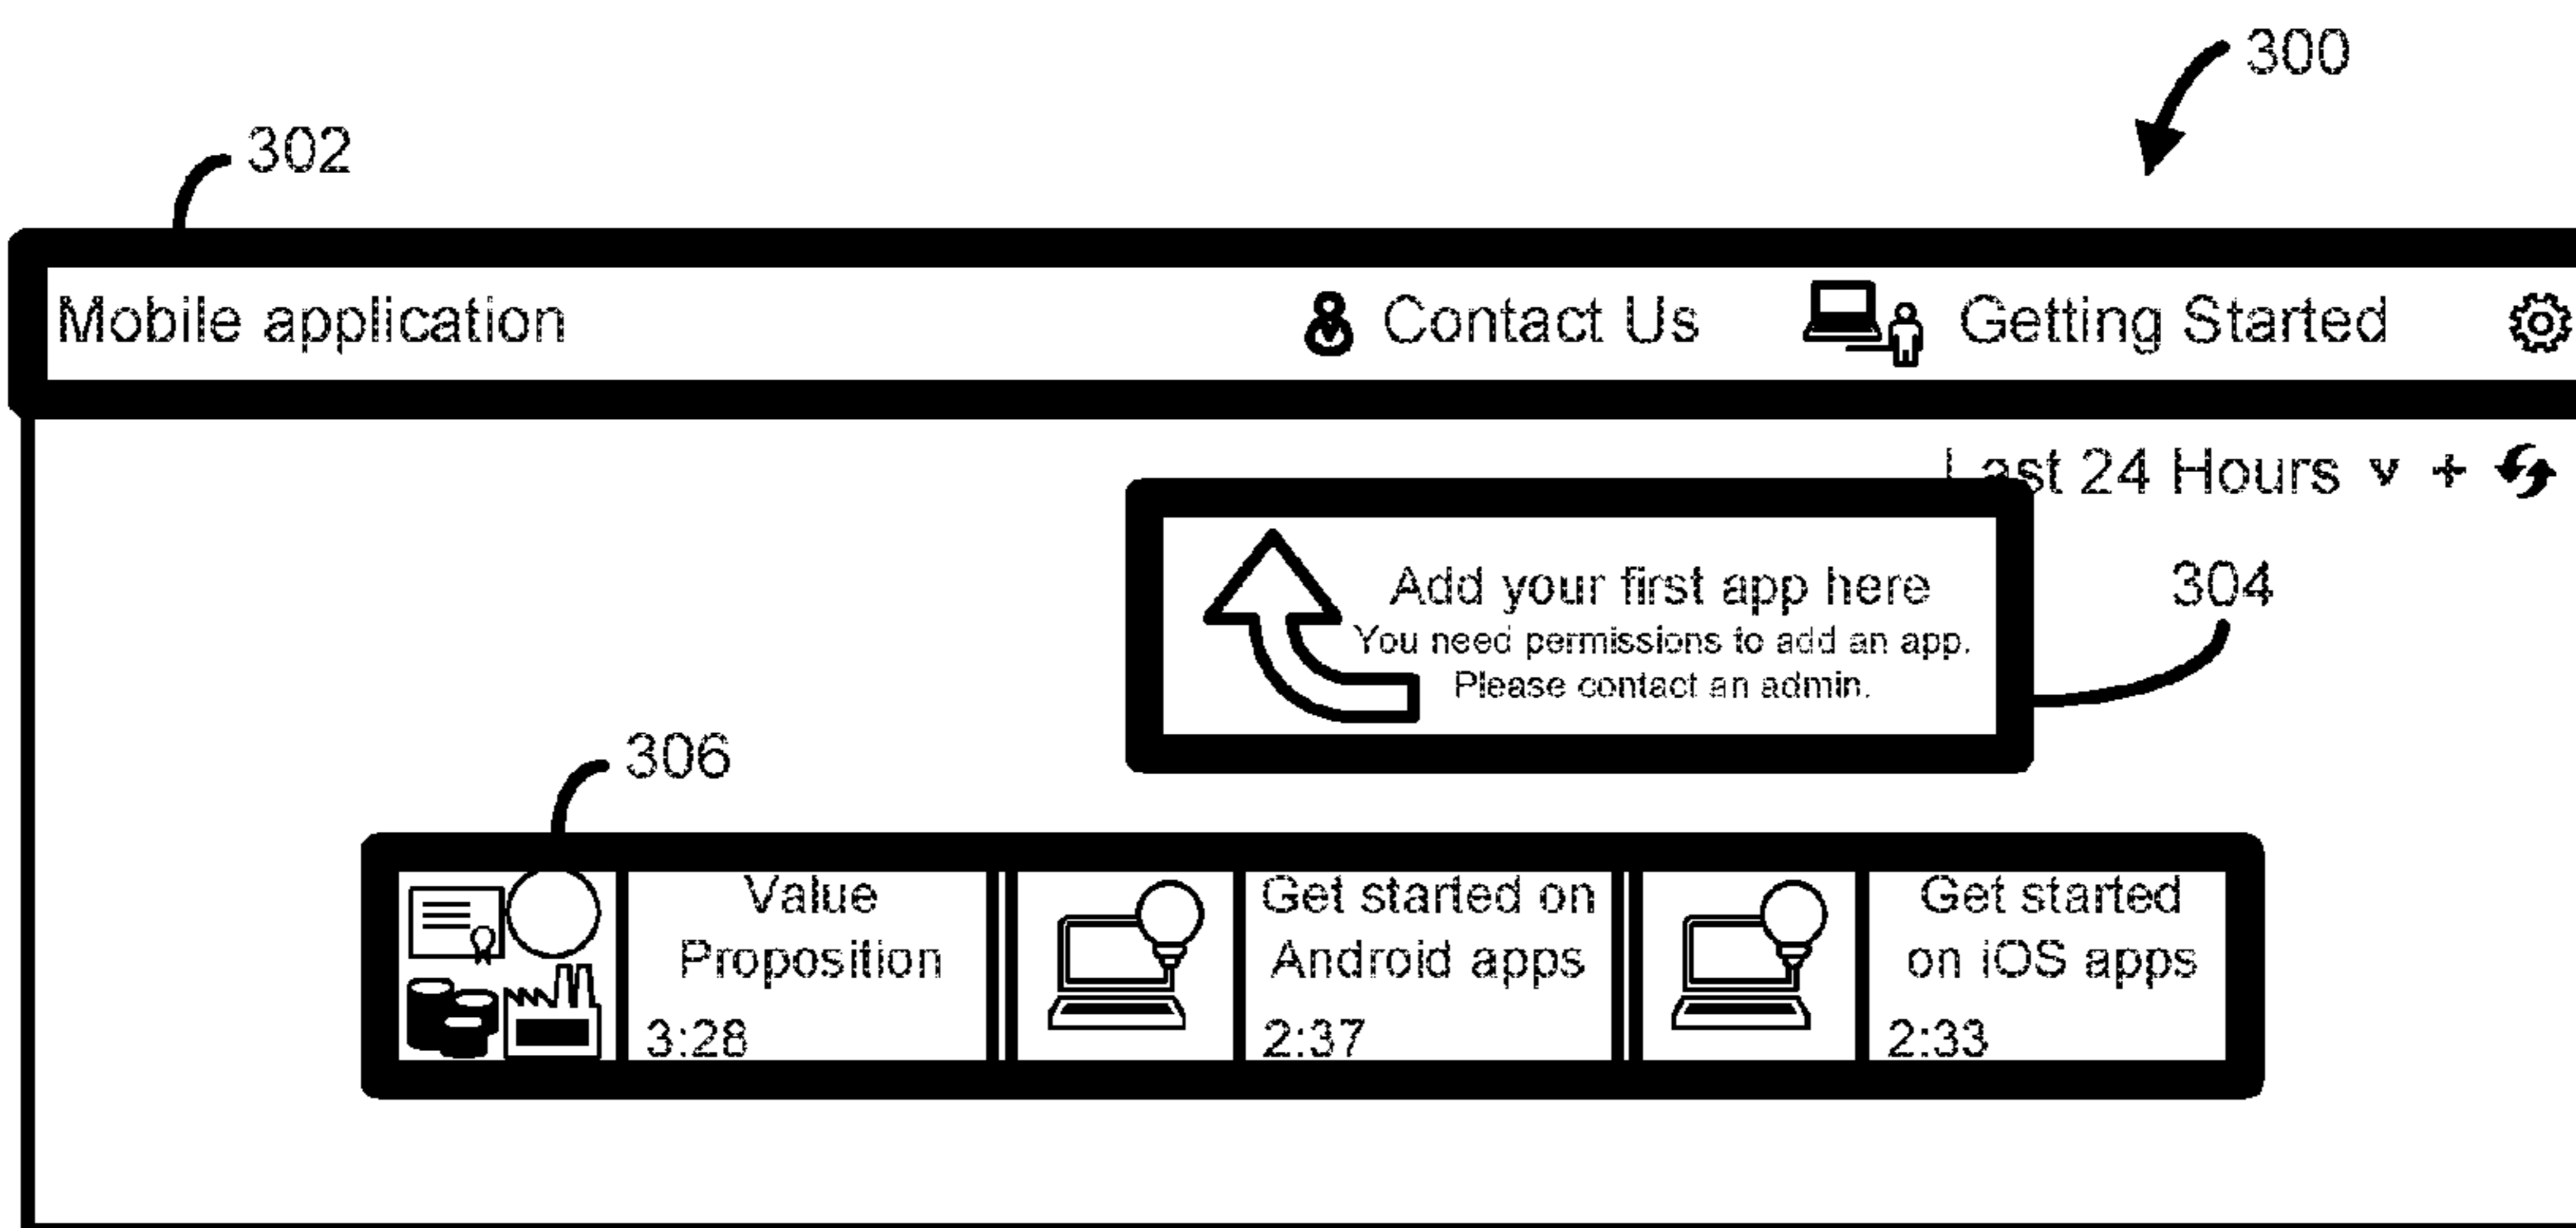 300
302
Mobile application Contact Us Getting Started
Last 24 Hours v +
Add your first app here
You need permissions to add an app.
Please contact an admin.
304
306
Value
Proposition
3:28
Get started on
Android apps
2:37
Get started
on iOS apps
2:33